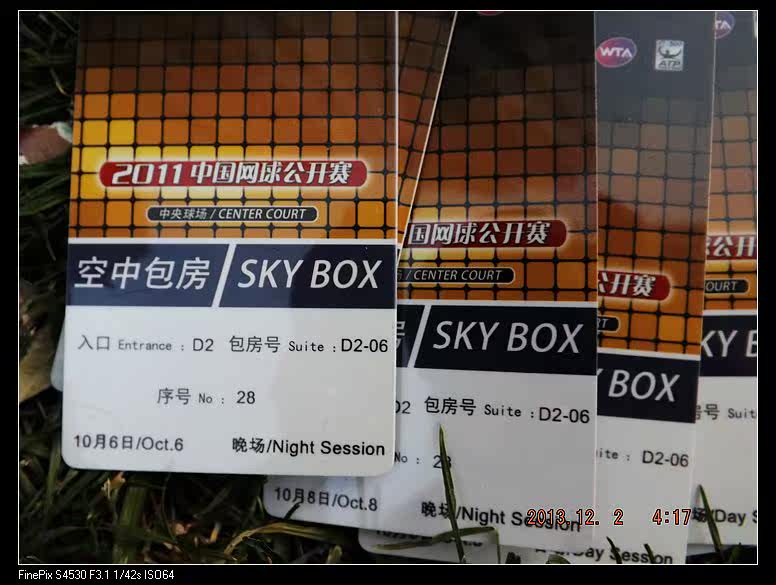 2011 中国网球公开赛
中央球场 / CENTER COURT
空中包房 / SKY BOX
入口 Entrance : D2 包房号 Suite : D2-06
序号 No : 28
10月6日/Oct.6 晚场/Night Session
国网球公开赛
/ CENTER COURT
SKY BOX
包房号 Suite : D2-06
No : 28
10月8日/Oct.8 晚场/Night Session
WTA
ATP
公开赛
BOX
uite : D2-06
Day Session
公开赛
OURT
KY B
号 Suit
场/Day S
2013.12. 2 4:17
FinePix S4530 F3.1 1/42s ISO64